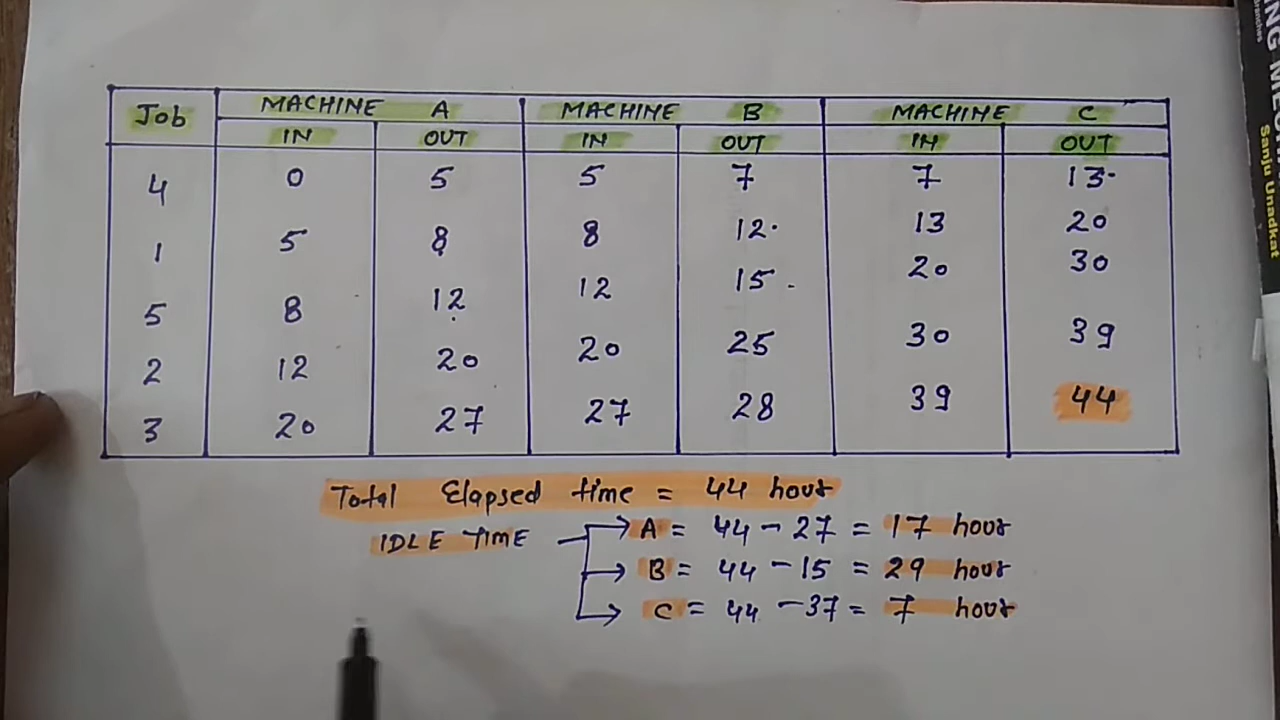 Job MACHINE A MACHINE B MACHINE C
IN OUT IN OUT IN OUT
4 0 5 5 7 7 13
1 5 8 8 12 13 20
5 8 12 12 15 20 30
2 12 20 20 25 30 39
3 20 27 27 28 39 44
Total Elapsed time = 44 hour
IDLE TIME → A = 44 - 27 = 17 hour
→ B = 44 - 15 = 29 hour
→ C = 44 - 37 = 7 hour
Sanju Unadkat